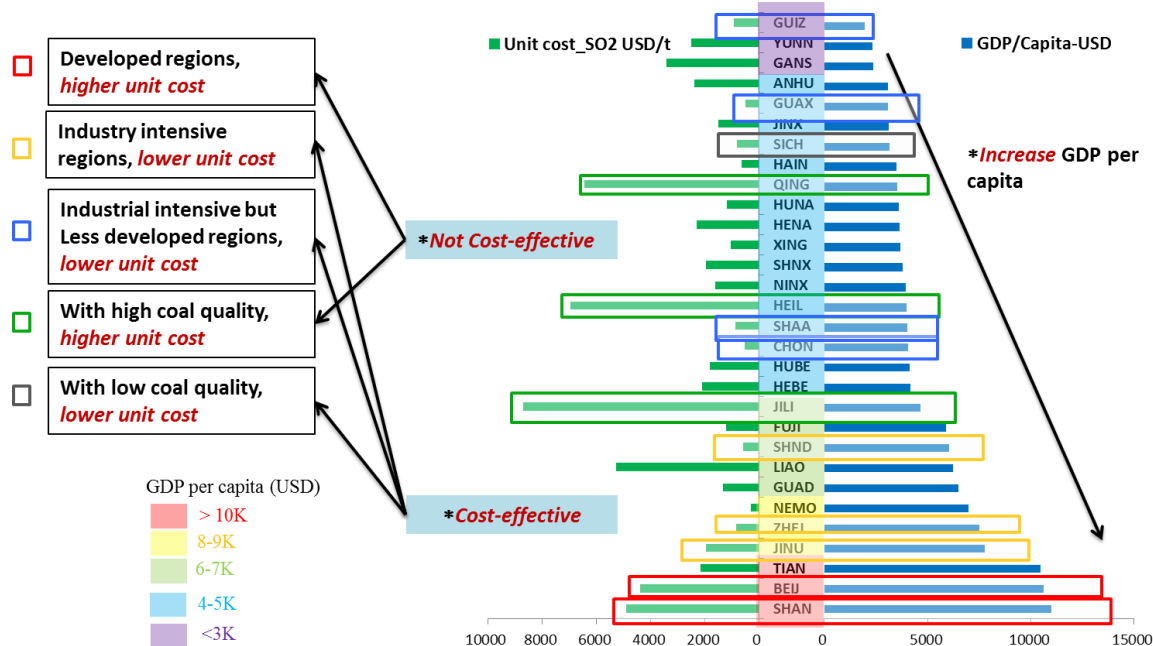 Developed regions,
higher unit cost
Industry intensive
regions, lower unit cost
Industrial intensive but
Less developed regions,
lower unit cost
With high coal quality,
higher unit cost
With low coal quality,
lower unit cost
*Not Cost-effective
*Cost-effective
GDP per capita (USD)
> 10K
8-9K
6-7K
4-5K
<3K
Unit cost_SO2 USD/t
GDP/Capita-USD
*Increase GDP per
capita
GUIZ
YUNN
GANS
ANHU
GUAX
JINX
SICH
HAIN
QING
HUNA
HENA
XING
SHNX
NINX
HEIL
SHAA
CHON
HUBE
HEBE
JILI
FUJI
SHND
LIAO
GUAD
NEMO
ZHEJ
JINU
TIAN
BEIJ
SHAN
10000 8000 6000 4000 2000 0 0 5000 10000 15000